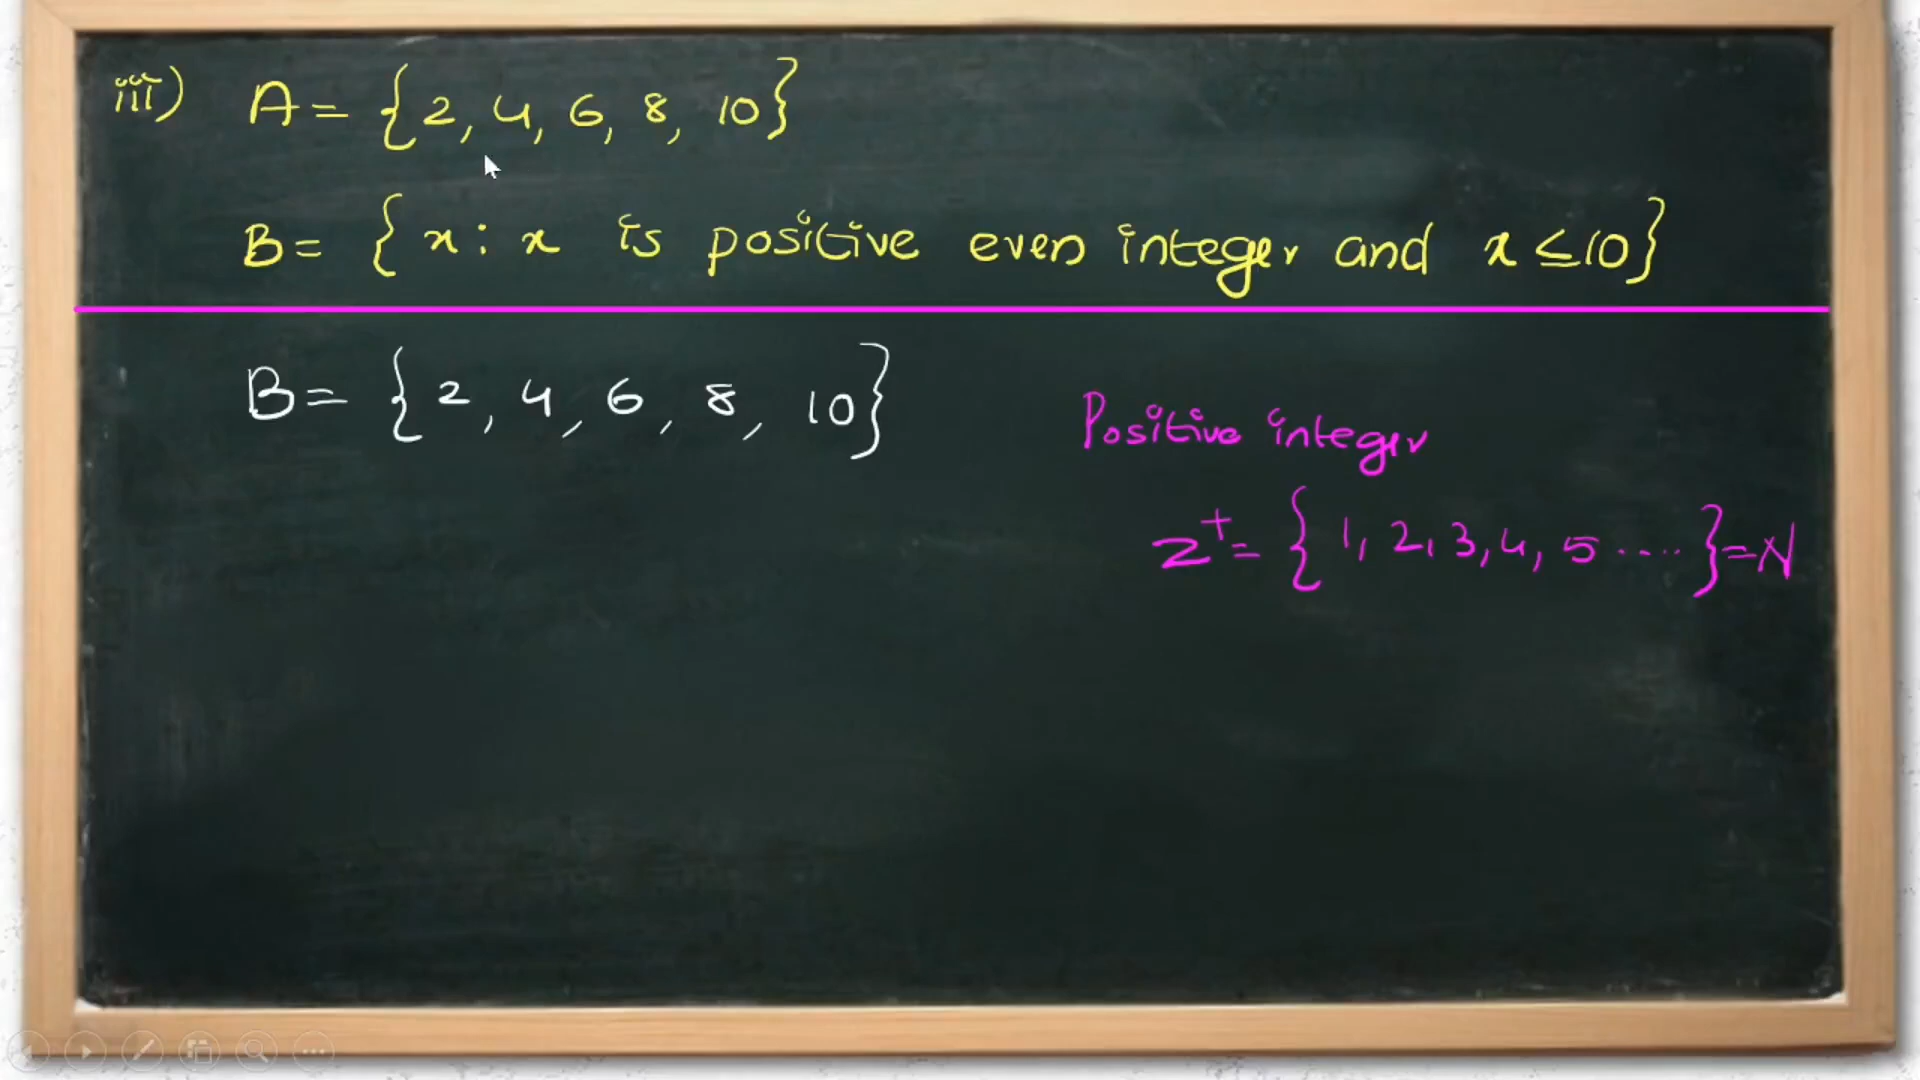 iii) A = {2, 4, 6, 8, 10}
B = {x : x is positive even integer and x ≤ 10}
B = {2, 4, 6, 8, 10}
Positive integer
Z⁺ = {1, 2, 3, 4, 5 .....} = N